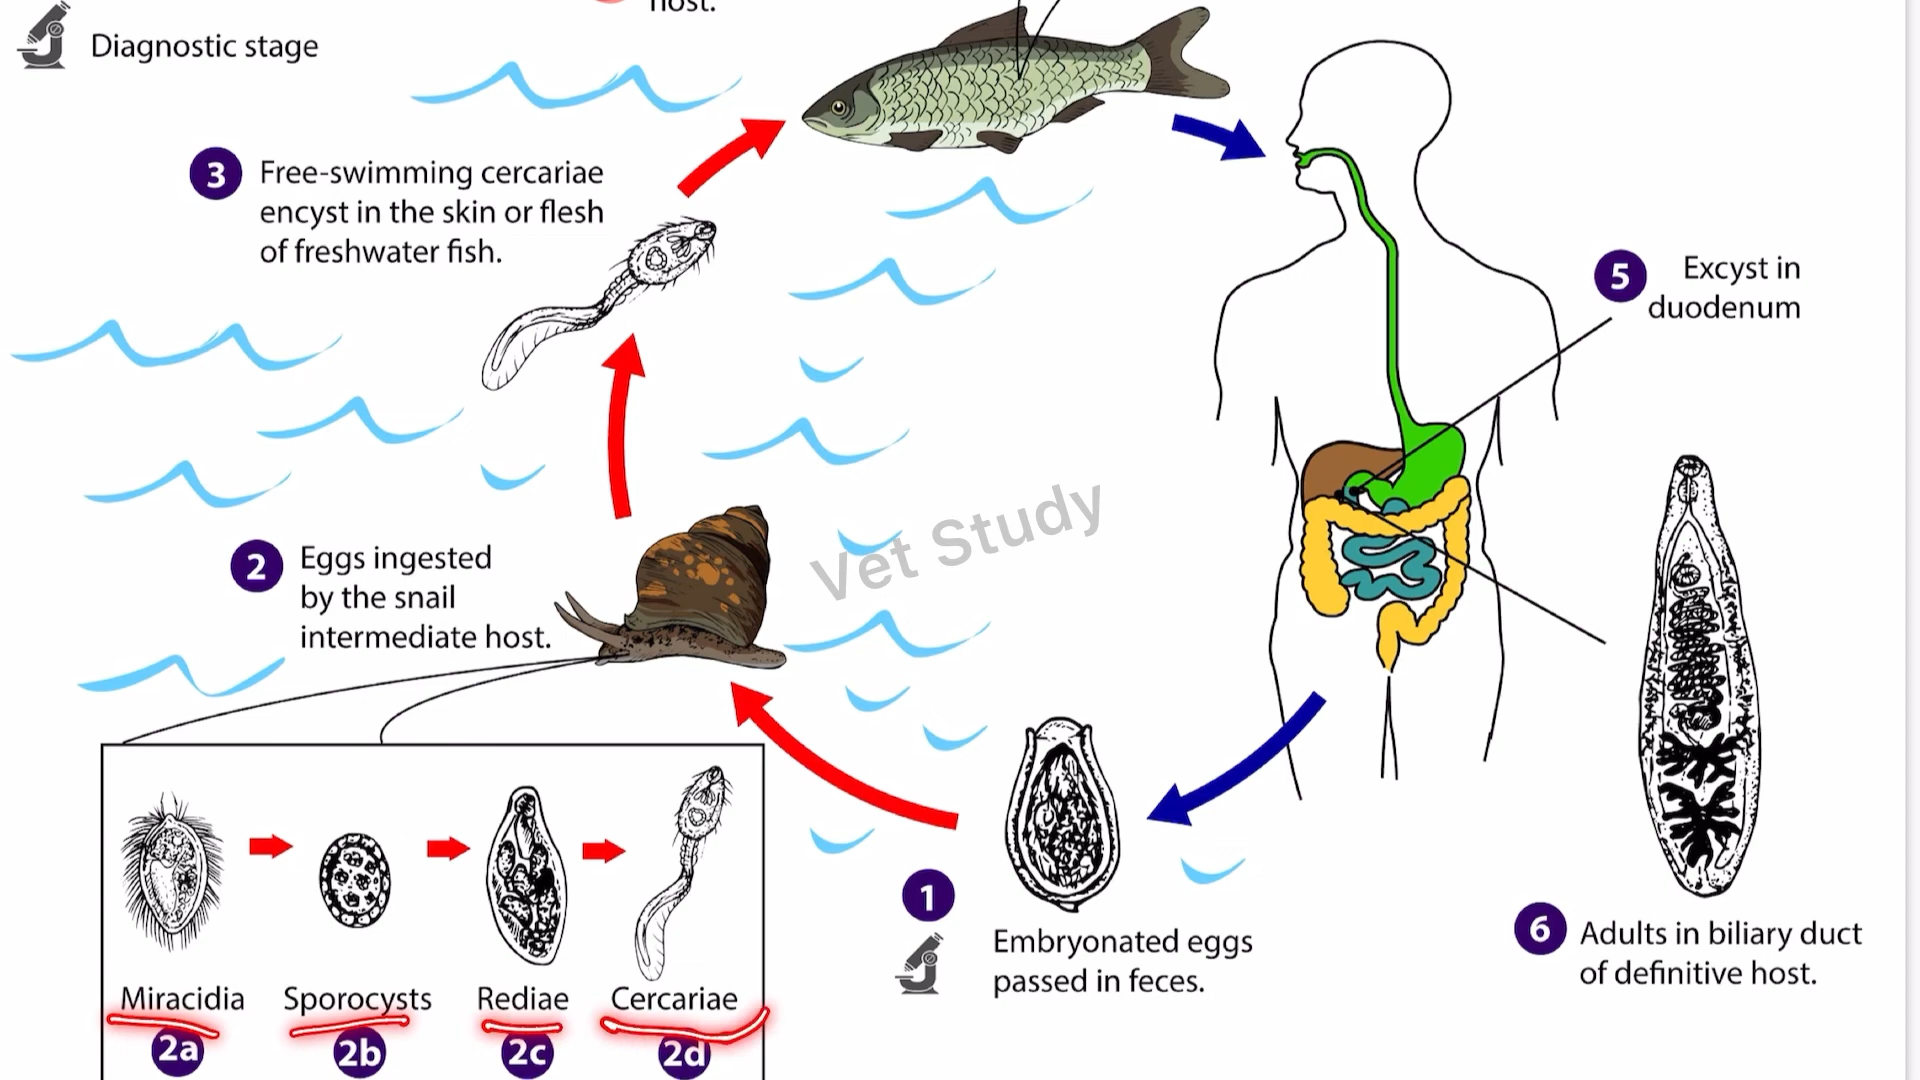 host.
Diagnostic stage
3 Free-swimming cercariae
encyst in the skin or flesh
of freshwater fish.
5 Excyst in
duodenum
Vet Study
2 Eggs ingested
by the snail
intermediate host.
1
Embryonated eggs
passed in feces.
6 Adults in biliary duct
of definitive host.
Miracidia Sporocysts Rediae Cercariae
2a 2b 2c 2d